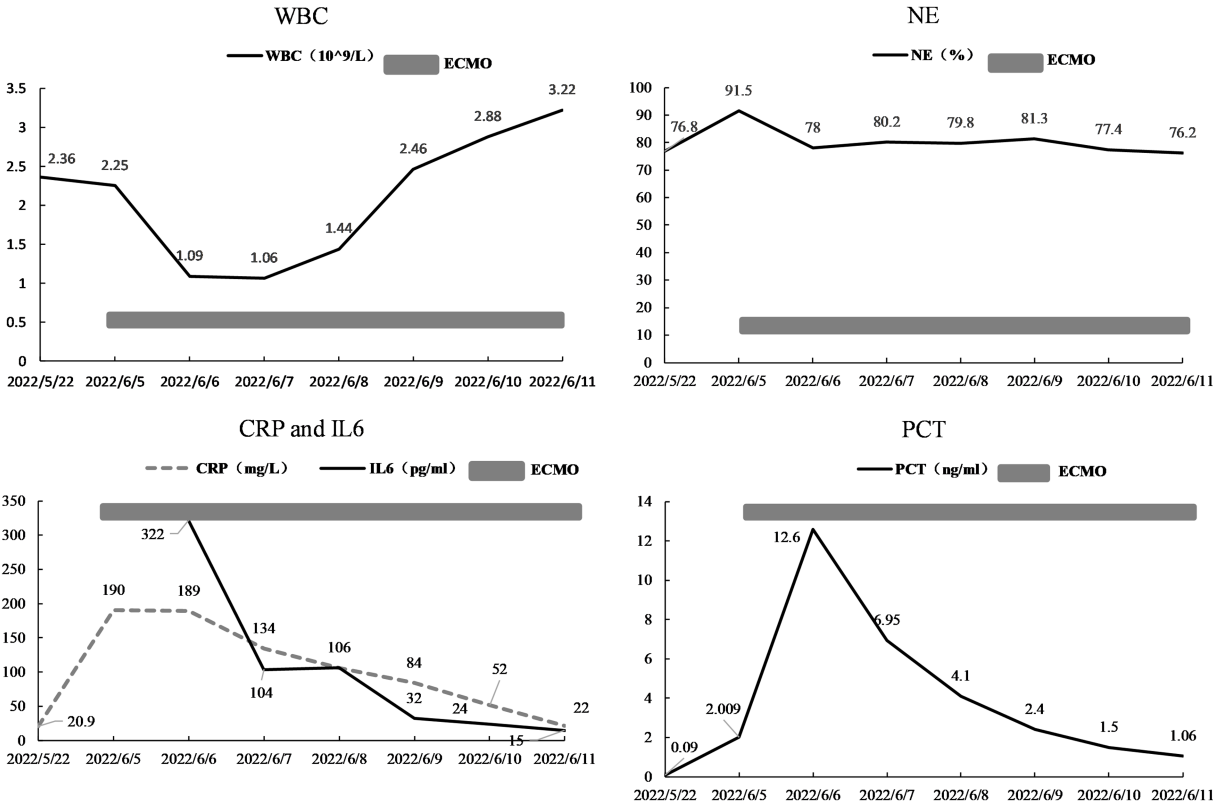 WBC
WBC（10^9/L） ECMO
3.5
3
2.5
2
1.5
1
0.5
0
2.36 2.25 1.09 1.06 1.44 2.46 2.88 3.22
2022/5/22 2022/6/5 2022/6/6 2022/6/7 2022/6/8 2022/6/9 2022/6/10 2022/6/11
NE
NE（%） ECMO
100
90
80
70
60
50
40
30
20
10
0
76.8 91.5 78 80.2 79.8 81.3 77.4 76.2
2022/5/22 2022/6/5 2022/6/6 2022/6/7 2022/6/8 2022/6/9 2022/6/10 2022/6/11
CRP and IL6
CRP（mg/L） IL6（pg/ml） ECMO
350
300
250
200
150
100
50
0
20.9 190 189 134 106 84 52 22
322 104 32 24 15
2022/5/22 2022/6/5 2022/6/6 2022/6/7 2022/6/8 2022/6/9 2022/6/10 2022/6/11
PCT
PCT（ng/ml） ECMO
14
12
10
8
6
4
2
0
0.09 2.009 12.6 6.95 4.1 2.4 1.5 1.06
2022/5/22 2022/6/5 2022/6/6 2022/6/7 2022/6/8 2022/6/9 2022/6/10 2022/6/11